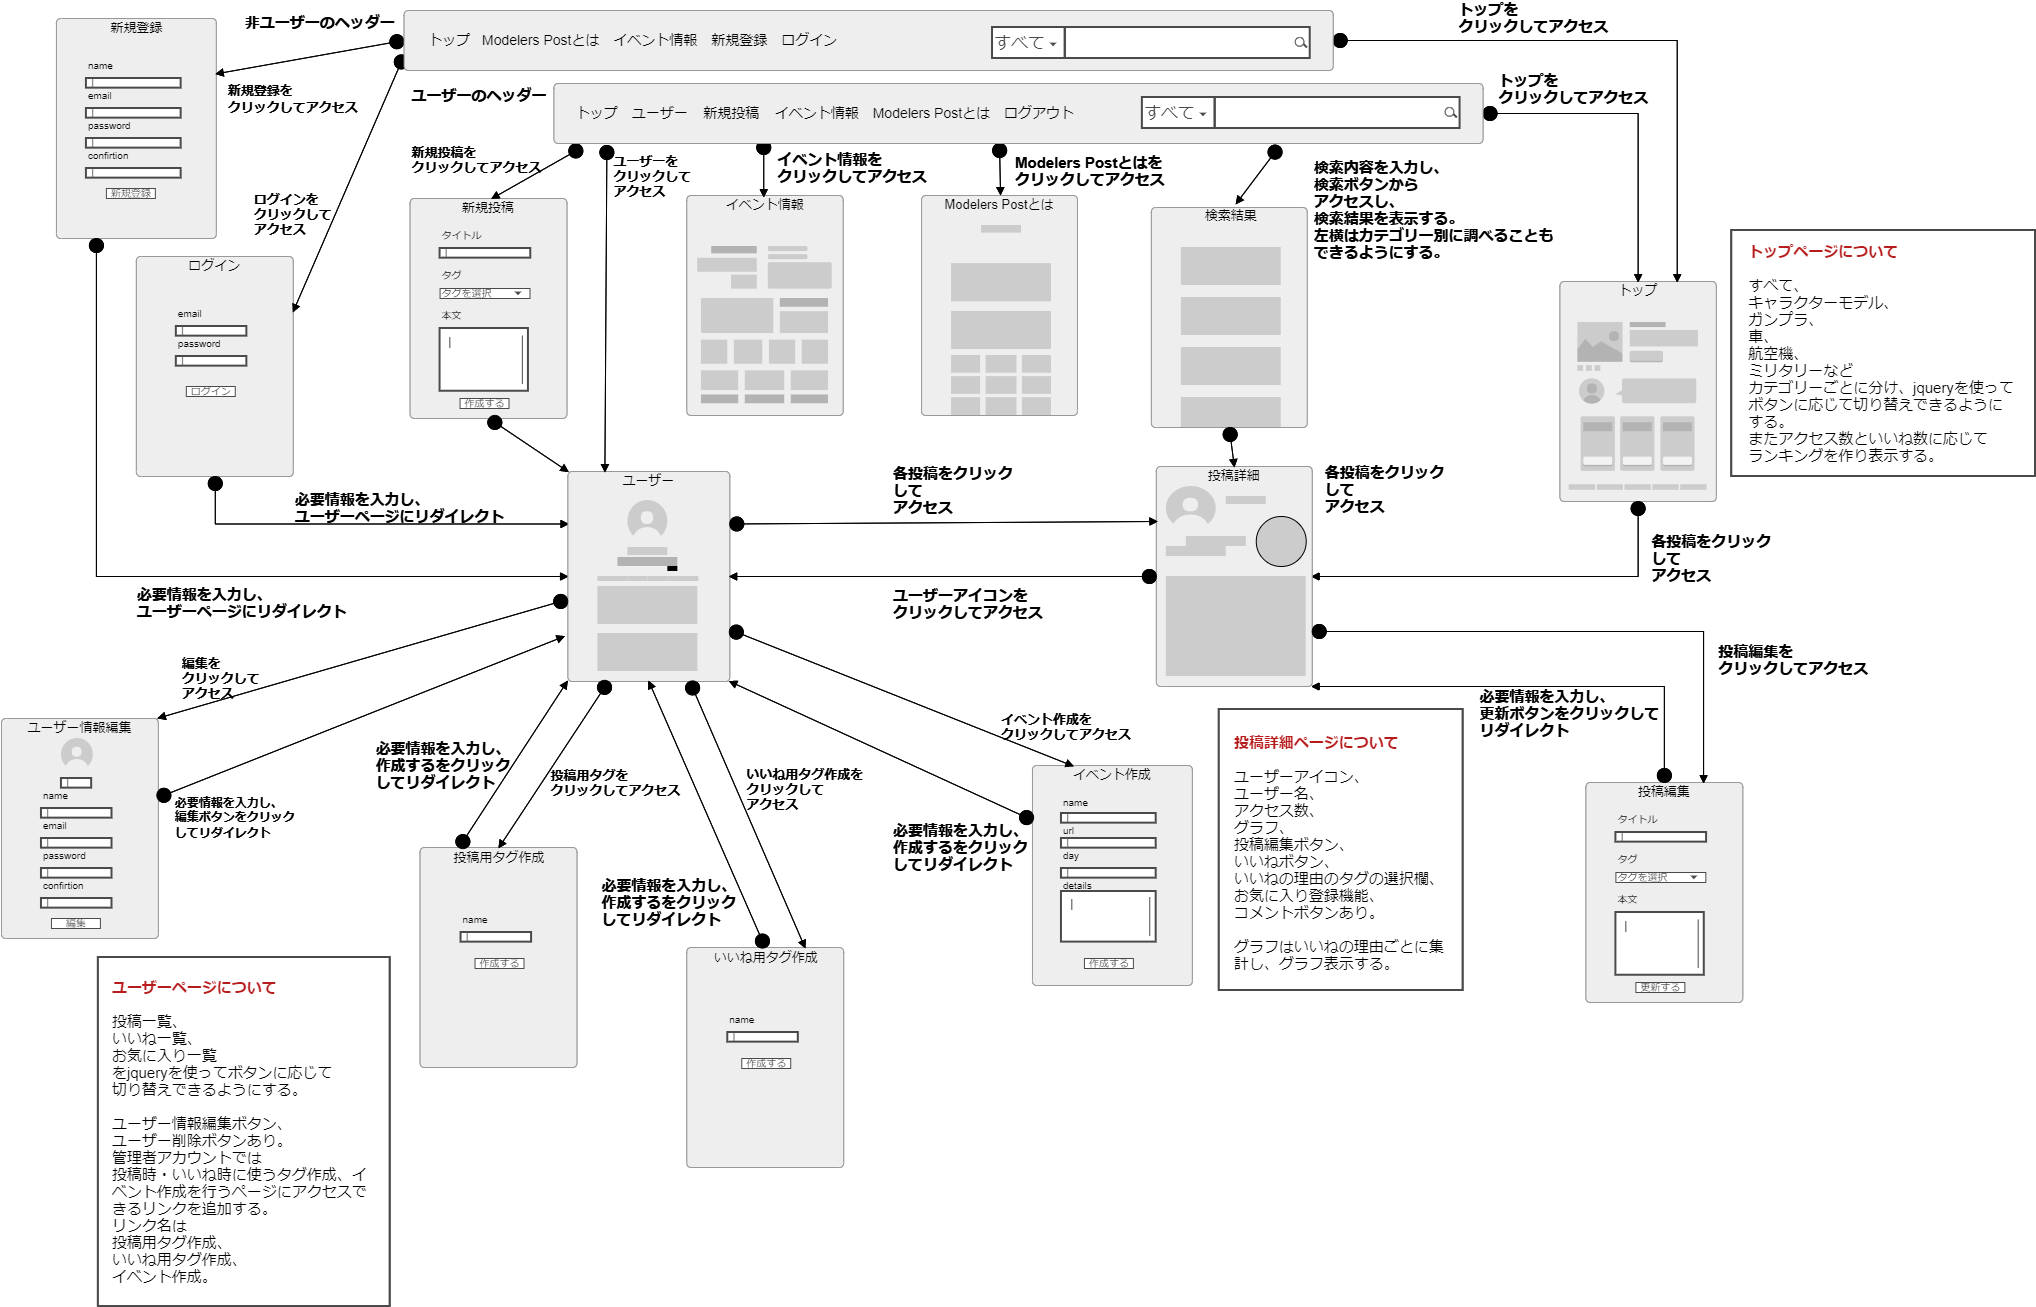 非ユーザーのヘッダー
トップ Modelers Postとは イベント情報 新規登録 ログイン
すべて
トップを
クリックしてアクセス
ユーザーのヘッダー
トップ ユーザー 新規投稿 イベント情報 Modelers Postとは ログアウト
すべて
トップを
クリックしてアクセス
新規登録
name
email
password
confirtion
新規登録
新規登録を
クリックしてアクセス
ログインを
クリックして
アクセス
新規投稿を
クリックしてアクセス
ユーザーを
クリックして
アクセス
イベント情報を
クリックしてアクセス
Modelers Postとはを
クリックしてアクセス
検索内容を入力し、
検索ボタンから
アクセスし、
検索結果を表示する。
左横はカテゴリー別に調べることも
できるようにする。
ログイン
email
password
ログイン
新規投稿
タイトル
タグ
タグを選択
本文
作成する
イベント情報
Modelers Postとは
検索結果
トップ
トップページについて
すべて、
キャラクターモデル、
ガンプラ、
車、
航空機、
ミリタリーなど
カテゴリーごとに分け、jqueryを使って
ボタンに応じて切り替えできるように
する。
またアクセス数といいね数に応じて
ランキングを作り表示する。
必要情報を入力し、
ユーザーページにリダイレクト
必要情報を入力し、
ユーザーページにリダイレクト
ユーザー
各投稿をクリック
して
アクセス
ユーザーアイコンを
クリックしてアクセス
投稿詳細
各投稿をクリック
して
アクセス
各投稿をクリック
して
アクセス
投稿編集を
クリックしてアクセス
必要情報を入力し、
更新ボタンをクリックして
リダイレクト
編集を
クリックして
アクセス
ユーザー情報編集
name
email
password
confirtion
編集
必要情報を入力し、
編集ボタンをクリック
してリダイレクト
必要情報を入力し、
作成するをクリック
してリダイレクト
投稿用タグを
クリックしてアクセス
いいね用タグ作成を
クリックして
アクセス
投稿用タグ作成
name
作成する
必要情報を入力し、
作成するをクリック
してリダイレクト
いいね用タグ作成
name
作成する
イベント作成を
クリックしてアクセス
必要情報を入力し、
作成するをクリック
してリダイレクト
イベント作成
name
url
day
details
作成する
投稿詳細ページについて
ユーザーアイコン、
ユーザー名、
アクセス数、
グラフ、
投稿編集ボタン、
いいねボタン、
いいねの理由のタグの選択欄、
お気に入り登録機能、
コメントボタンあり。
グラフはいいねの理由ごとに集
計し、グラフ表示する。
投稿編集
タイトル
タグ
タグを選択
本文
更新する
ユーザーページについて
投稿一覧、
いいね一覧、
お気に入り一覧
をjqueryを使ってボタンに応じて
切り替えできるようにする。
ユーザー情報編集ボタン、
ユーザー削除ボタンあり。
管理者アカウントでは
投稿時・いいね時に使うタグ作成、イ
ベント作成を行うページにアクセスで
きるリンクを追加する。
リンク名は
投稿用タグ作成、
いいね用タグ作成、
イベント作成。